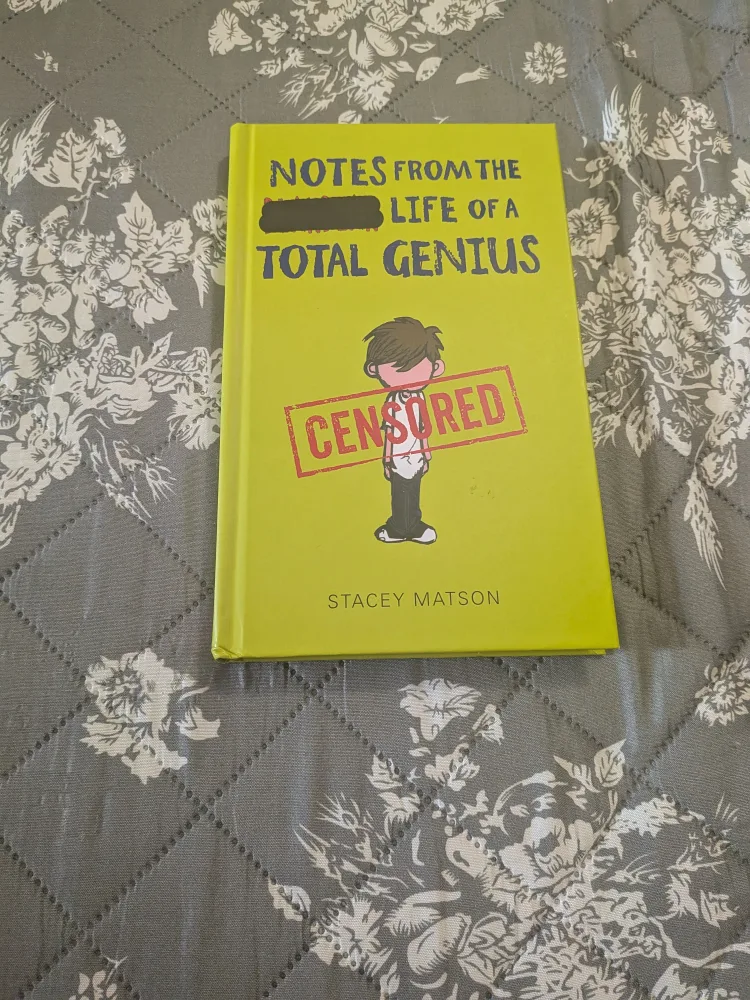 NOTES FROM THE
LIFE OF A
TOTAL GENIUS
CENSORED
STACEY MATSON